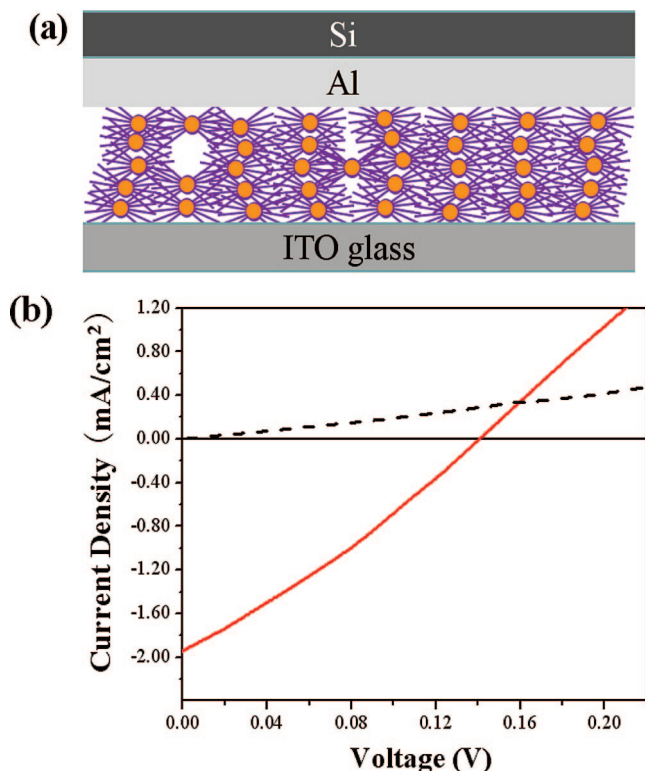 (a)
Si
Al
ITO glass
(b)
Current Density (mA/cm²)
1.20
0.80
0.40
0.00
-0.40
-0.80
-1.20
-1.60
-2.00
0.00 0.04 0.08 0.12 0.16 0.20
Voltage (V)